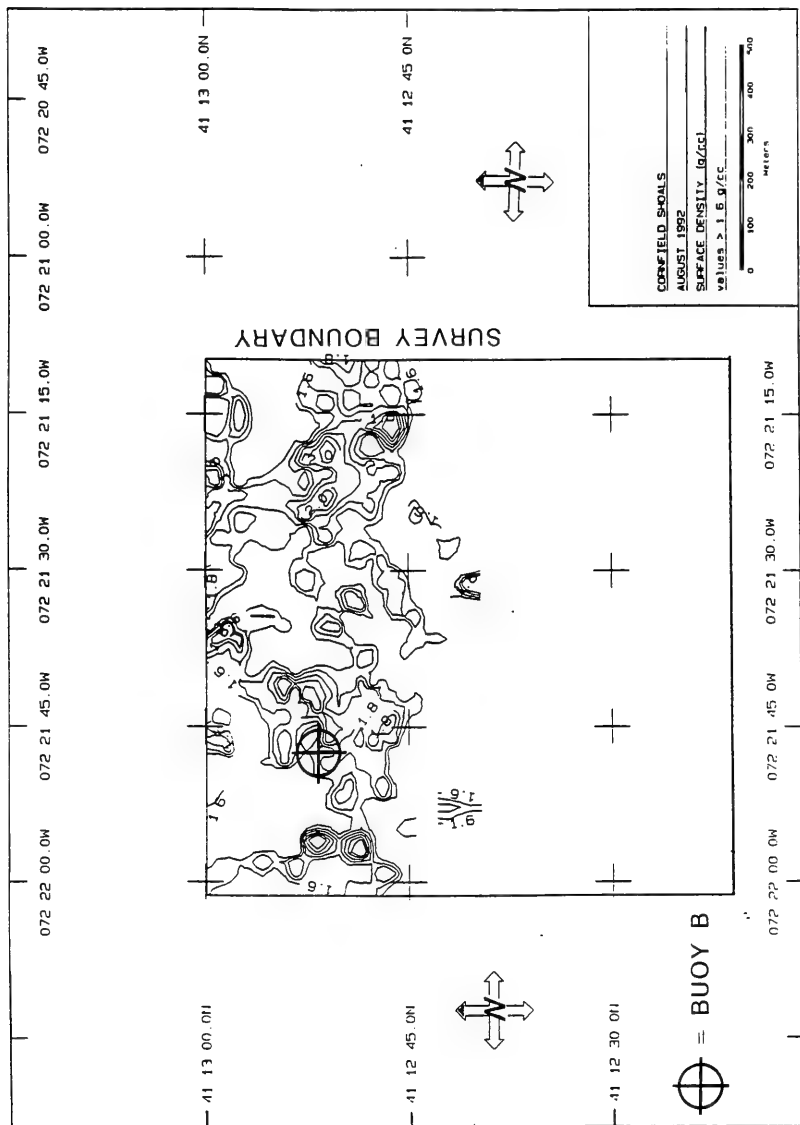 072 22 00.0W
072 21 45.0W
072 21 30.0W
072 21 15.0W
072 21 00.0W
072 20 45.0W
41 13 00.0N
41 13 00.0N
1.6
1.8
1.8
1.6
1.6
1.8
SURVEY BOUNDARY
41 12 45.0N
41 12 45.0N
1.6
1.6
N
N
41 12 30 0N
072 22 00 0W
072 21 45 0W
072 21 30.0W
072 21 15.0W
= BUOY B
CORNFIELD SHOALS
AUGUST 1992
SURFACE DENSITY (g/cc)
values > 1 6 g/cc
0 100 200 300 400 500
Meters